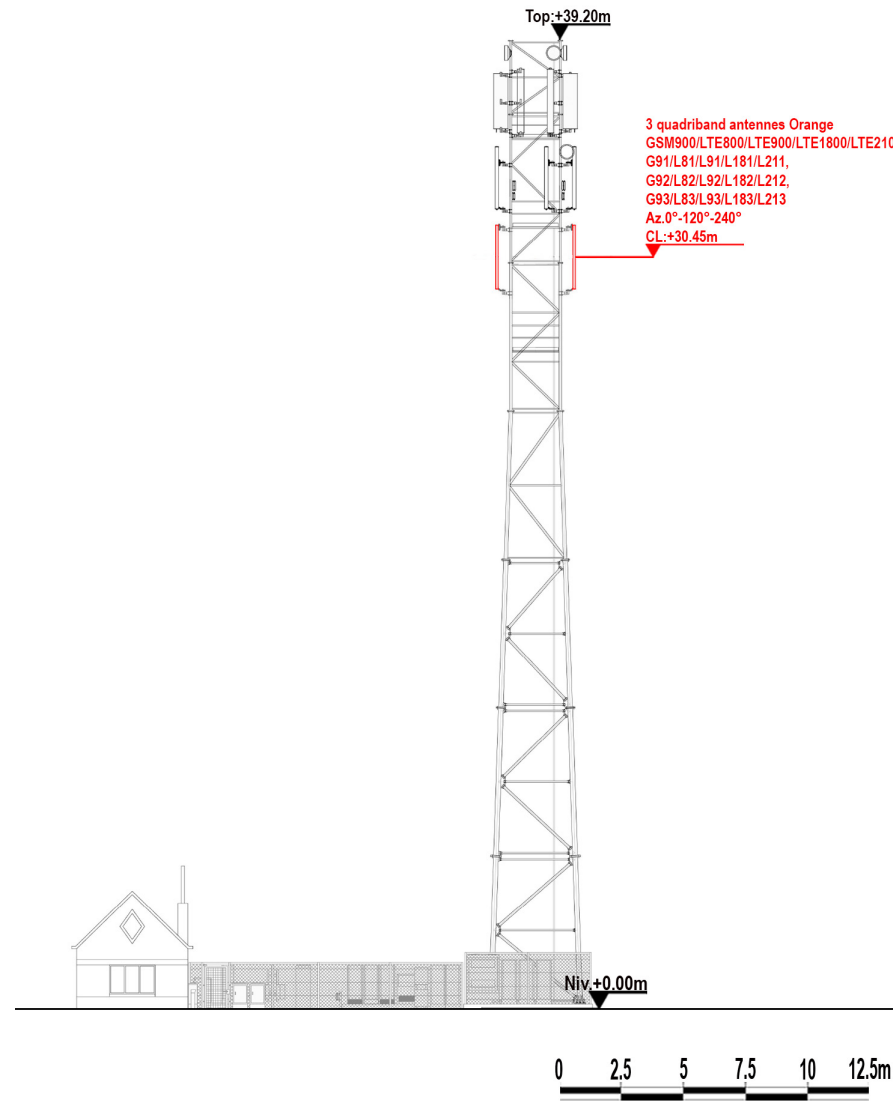 Top:+39.20m
3 quadriband antennes Orange
GSM900/LTE800/LTE900/LTE1800/LTE210
G91/L81/L91/L181/L211,
G92/L82/L92/L182/L212,
G93/L83/L93/L183/L213
Az.0°-120°-240°
CL:+30.45m
Niv.+0.00m
0 2.5 5 7.5 10 12.5m